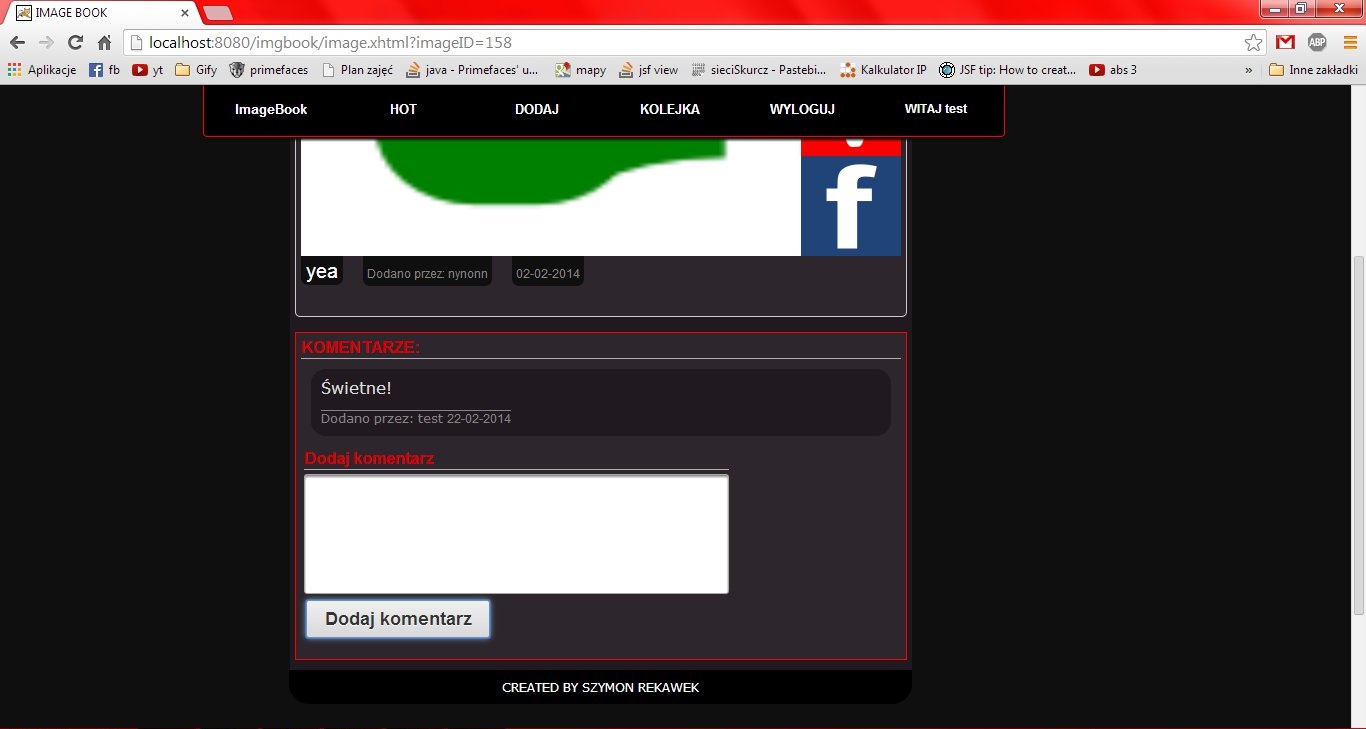 IMAGE BOOK
localhost:8080/imgbook/image.xhtml?imageID=158
ABP
Aplikacje fb yt Gify primefaces Plan zajęć java - Primefaces' u... mapy jsf view sieciSkurcz - Pastebi... Kalkulator IP JSF tip: How to creat... abs 3 » Inne zakładki
ImageBook HOT DODAJ KOLEJKA WYLOGUJ WITAJ test
f
yea Dodano przez: nynonn 02-02-2014
KOMENTARZE:
Świetne!
Dodano przez: test 22-02-2014
Dodaj komentarz
Dodaj komentarz
CREATED BY SZYMON REKAWEK